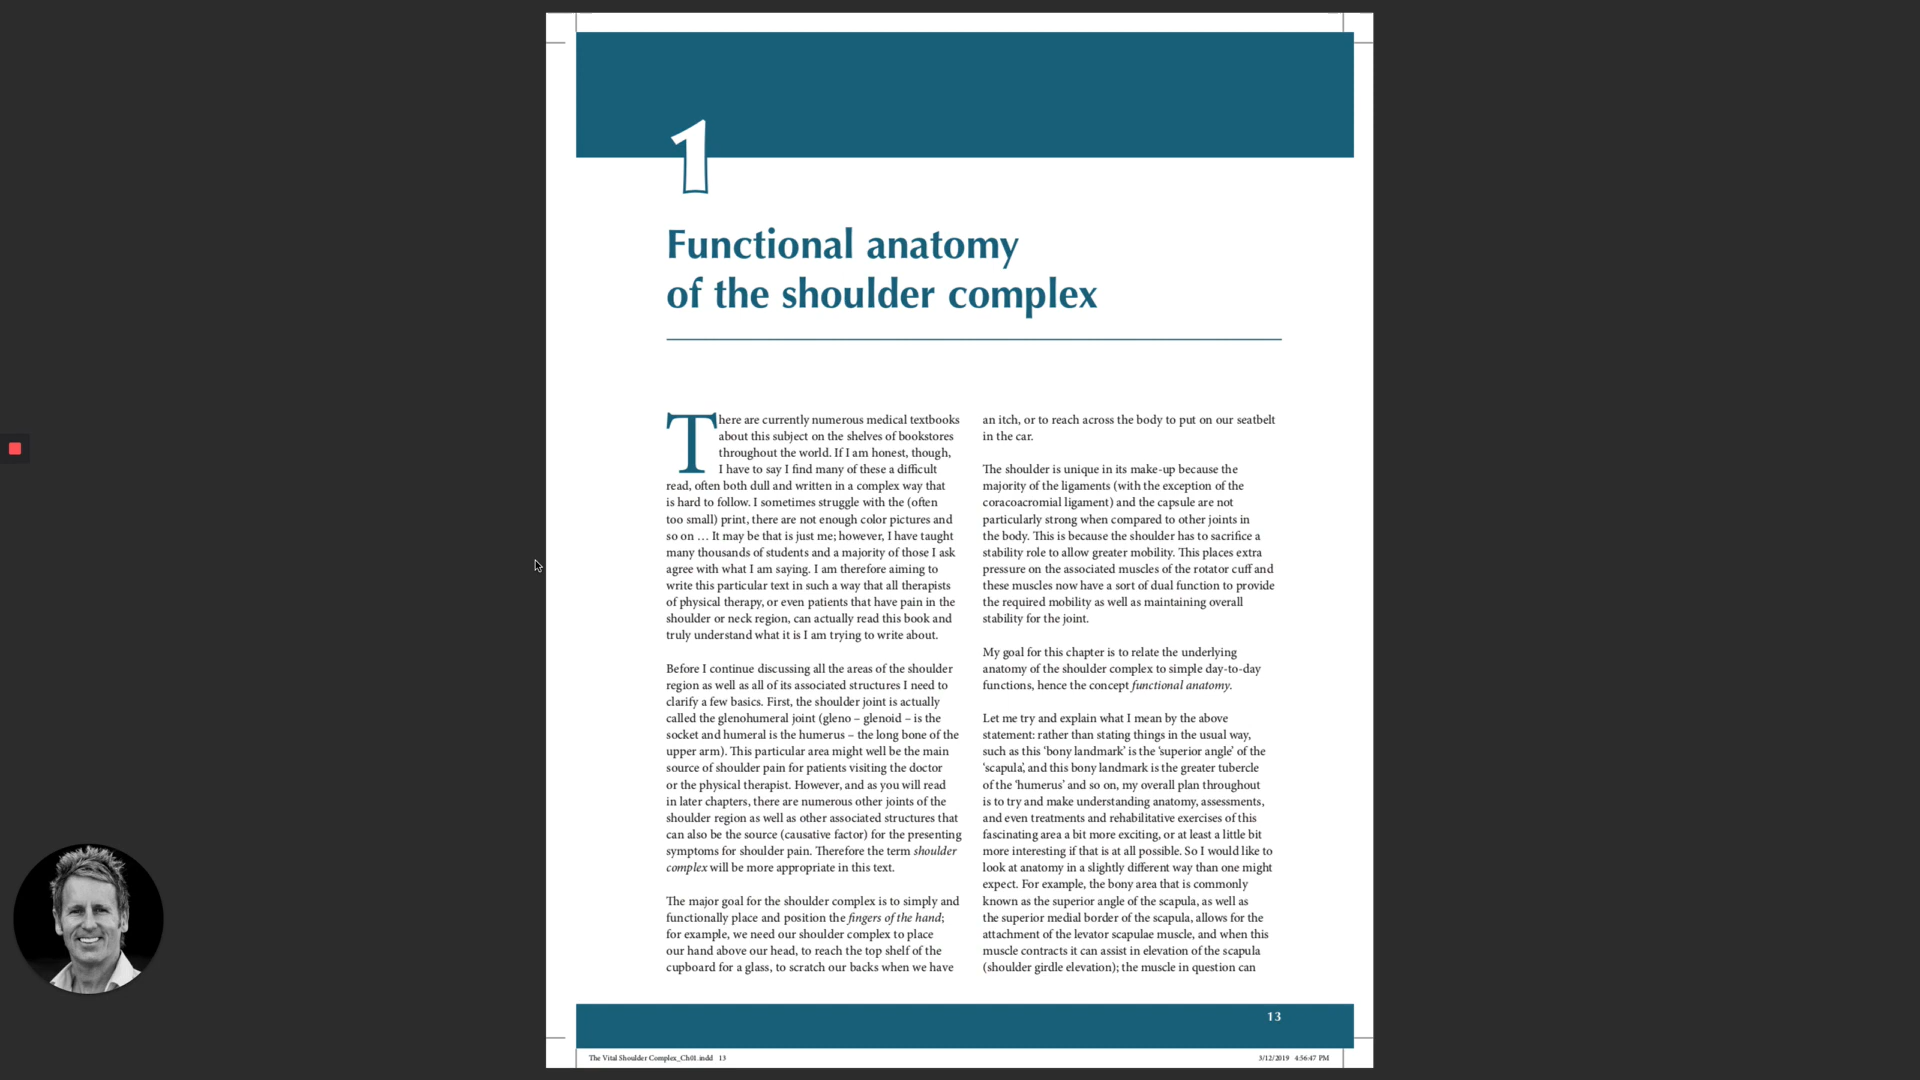 1
Functional anatomy
of the shoulder complex
There are currently numerous medical textbooks
about this subject on the shelves of bookstores
throughout the world. If I am honest, though,
I have to say I find many of these a difficult
read, often both dull and written in a complex way that
is hard to follow. I sometimes struggle with the (often
too small) print, there are not enough color pictures and
so on … It may be that is just me; however, I have taught
many thousands of students and a majority of those I ask
agree with what I am saying. I am therefore aiming to
write this particular text in such a way that all therapists
of physical therapy, or even patients that have pain in the
shoulder or neck region, can actually read this book and
truly understand what it is I am trying to write about.
Before I continue discussing all the areas of the shoulder
region as well as all of its associated structures I need to
clarify a few basics. First, the shoulder joint is actually
called the glenohumeral joint (gleno – glenoid – is the
socket and humeral is the humerus – the long bone of the
upper arm). This particular area might well be the main
source of shoulder pain for patients visiting the doctor
or the physical therapist. However, and as you will read
in later chapters, there are numerous other joints of the
shoulder region as well as other associated structures that
can also be the source (causative factor) for the presenting
symptoms for shoulder pain. Therefore the term shoulder
complex will be more appropriate in this text.
The major goal for the shoulder complex is to simply and
functionally place and position the fingers of the hand;
for example, we need our shoulder complex to place
our hand above our head, to reach the top shelf of the
cupboard for a glass, to scratch our backs when we have
an itch, or to reach across the body to put on our seatbelt
in the car.
The shoulder is unique in its make-up because the
majority of the ligaments (with the exception of the
coracoacromial ligament) and the capsule are not
particularly strong when compared to other joints in
the body. This is because the shoulder has to sacrifice a
stability role to allow greater mobility. This places extra
pressure on the associated muscles of the rotator cuff and
these muscles now have a sort of dual function to provide
the required mobility as well as maintaining overall
stability for the joint.
My goal for this chapter is to relate the underlying
anatomy of the shoulder complex to simple day-to-day
functions, hence the concept functional anatomy.
Let me try and explain what I mean by the above
statement: rather than stating things in the usual way,
such as this ‘bony landmark’ is the ‘superior angle’ of the
‘scapula’, and this bony landmark is the greater tubercle
of the ‘humerus’ and so on, my overall plan throughout
is to try and make understanding anatomy, assessments,
and even treatments and rehabilitative exercises of this
fascinating area a bit more exciting, or at least a little bit
more interesting if that is at all possible. So I would like to
look at anatomy in a slightly different way than one might
expect. For example, the bony area that is commonly
known as the superior angle of the scapula, as well as
the superior medial border of the scapula, allows for the
attachment of the levator scapulae muscle, and when this
muscle contracts it can assist in elevation of the scapula
(shoulder girdle elevation); the muscle in question can
13
The Vital Shoulder Complex_Ch01.indd 13
3/12/2019 4:56:47 PM